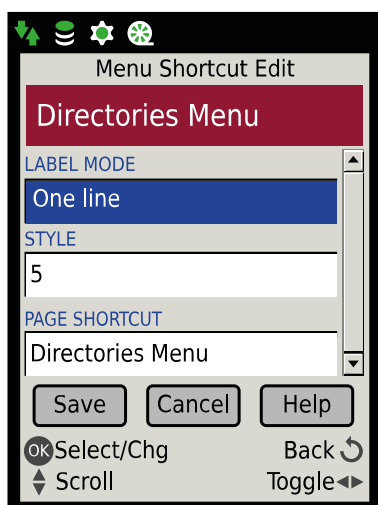 Menu Shortcut Edit
Directories Menu
LABEL MODE
One line
STYLE
5
PAGE SHORTCUT
Directories Menu
Save Cancel Help
OK Select/Chg Back
Scroll Toggle